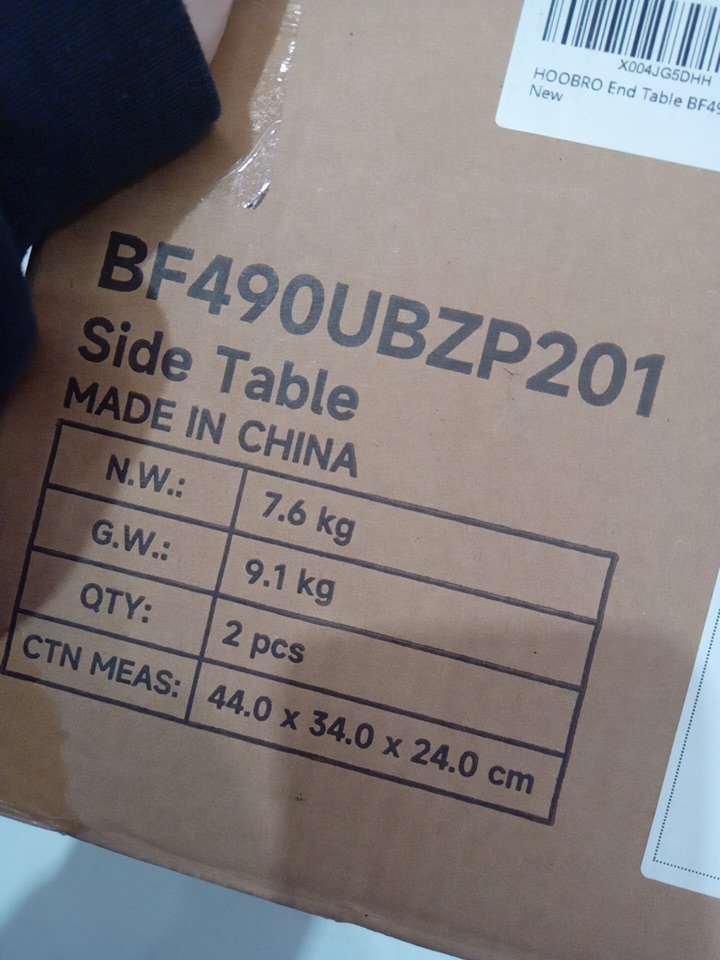 X004JG5DHH
HOOBRO End Table BF49
New
BF490UBZP201
Side Table
MADE IN CHINA
N.W.: 7.6 kg
G.W.: 9.1 kg
QTY: 2 pcs
CTN MEAS: 44.0 x 34.0 x 24.0 cm